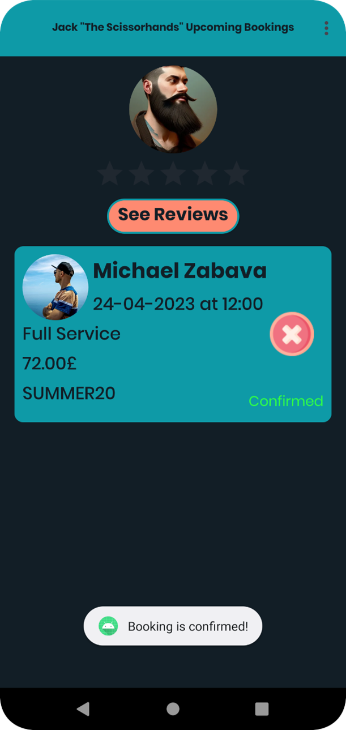 Jack "The Scissorhands" Upcoming Bookings
See Reviews
Michael Zabava
24-04-2023 at 12:00
Full Service
72.00£
SUMMER20
Confirmed
Booking is confirmed!